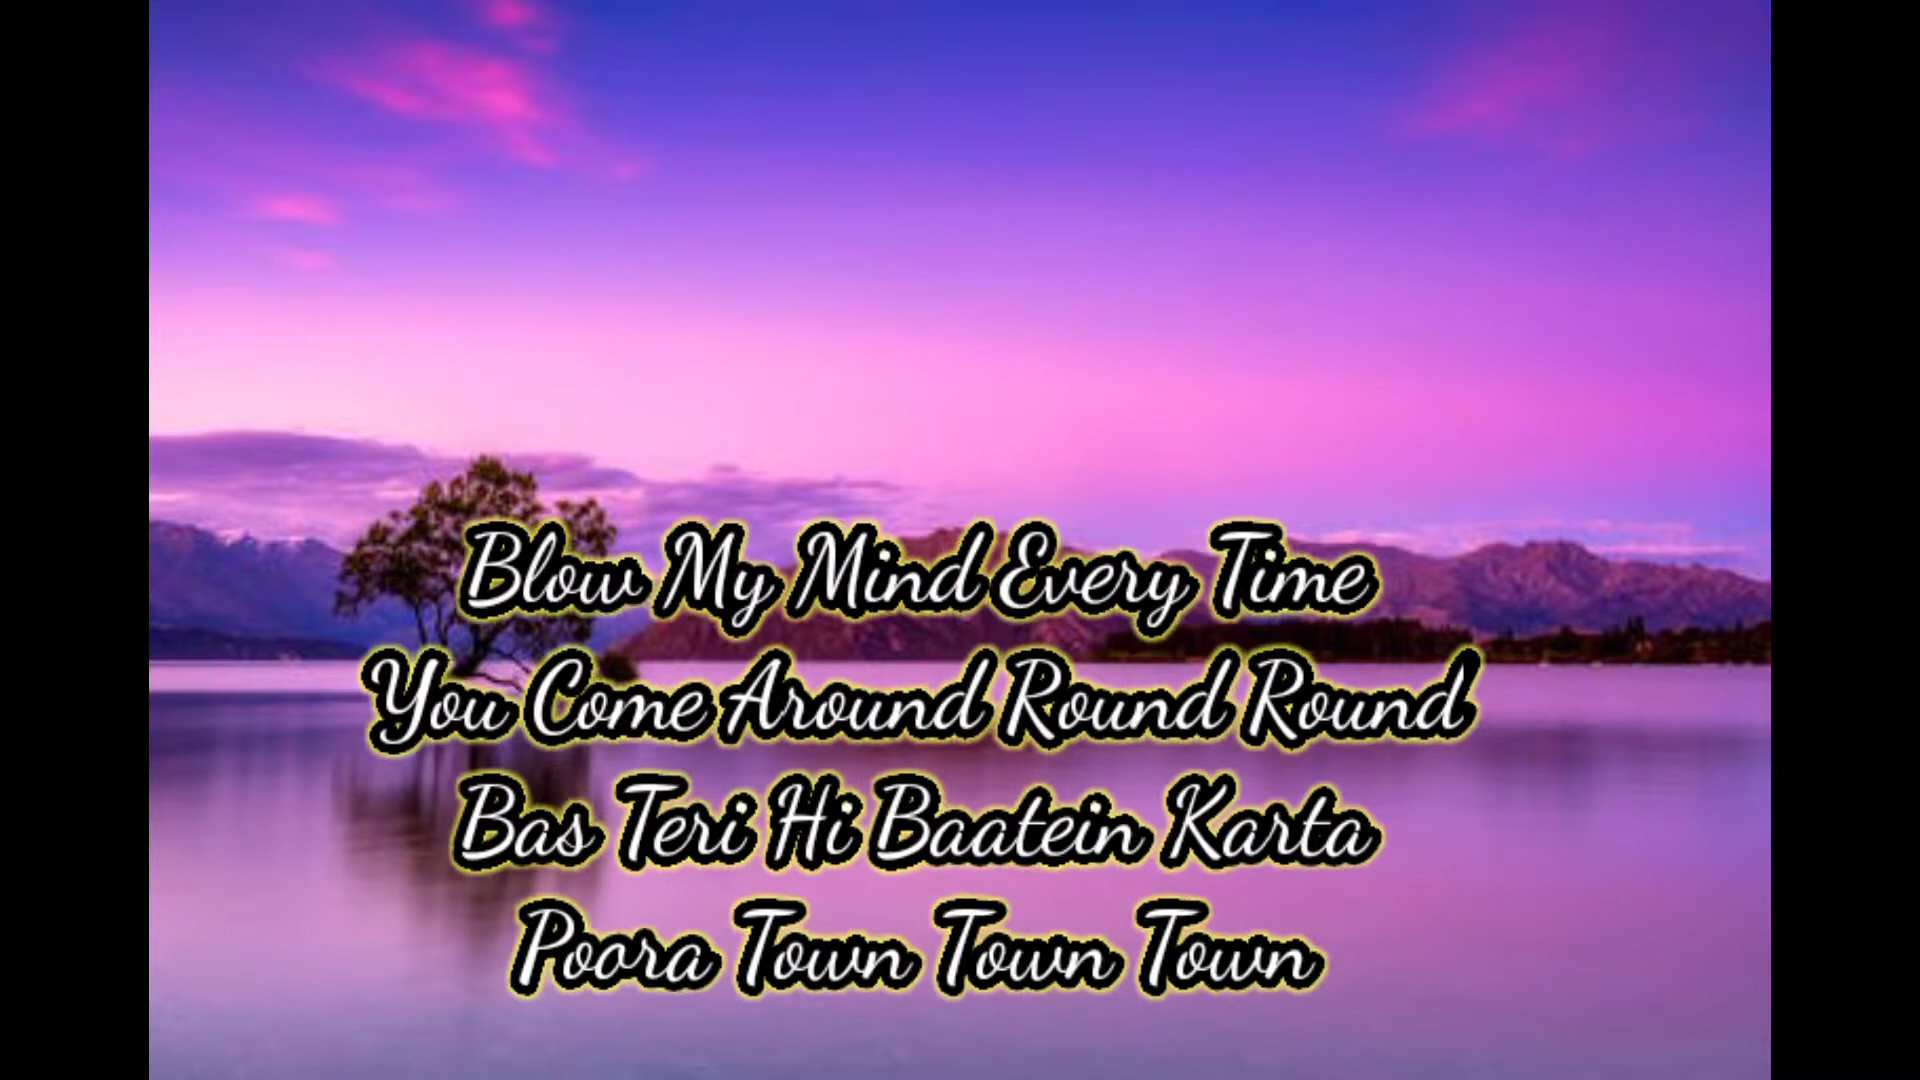 Blow My Mind Every Time
You Come Around Round Round
Bas Teri Hi Baatein Karta
Poora Town Town Town